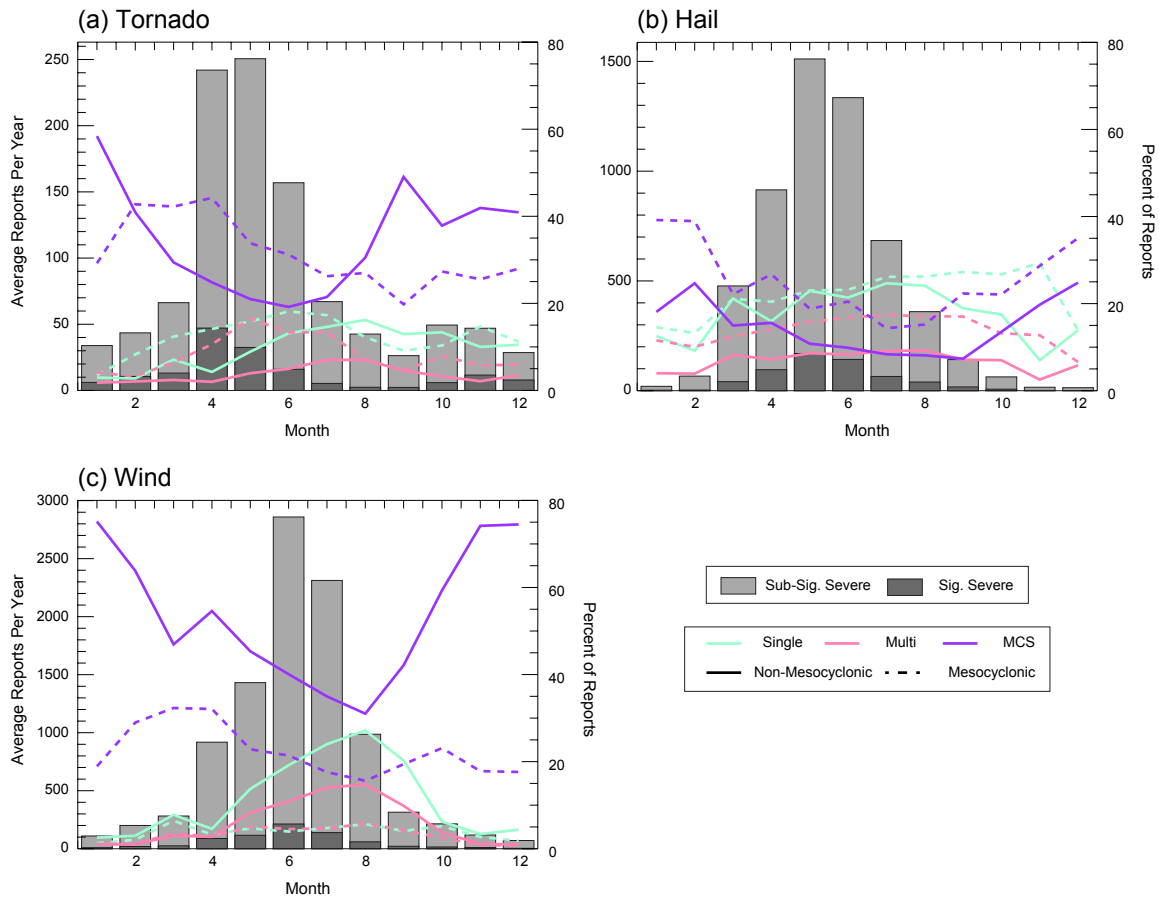 (a) Tornado
250
200
150
100
50
0
80
60
40
20
0
2 4 6 8 10 12
Month
Average Reports Per Year
(b) Hail
1500
1000
500
0
80
60
40
20
0
2 4 6 8 10 12
Month
Percent of Reports
(c) Wind
3000
2500
2000
1500
1000
500
0
80
60
40
20
0
2 4 6 8 10 12
Month
Average Reports Per Year
Percent of Reports
Sub-Sig. Severe Sig. Severe
Single Multi MCS
Non-Mesocyclonic Mesocyclonic